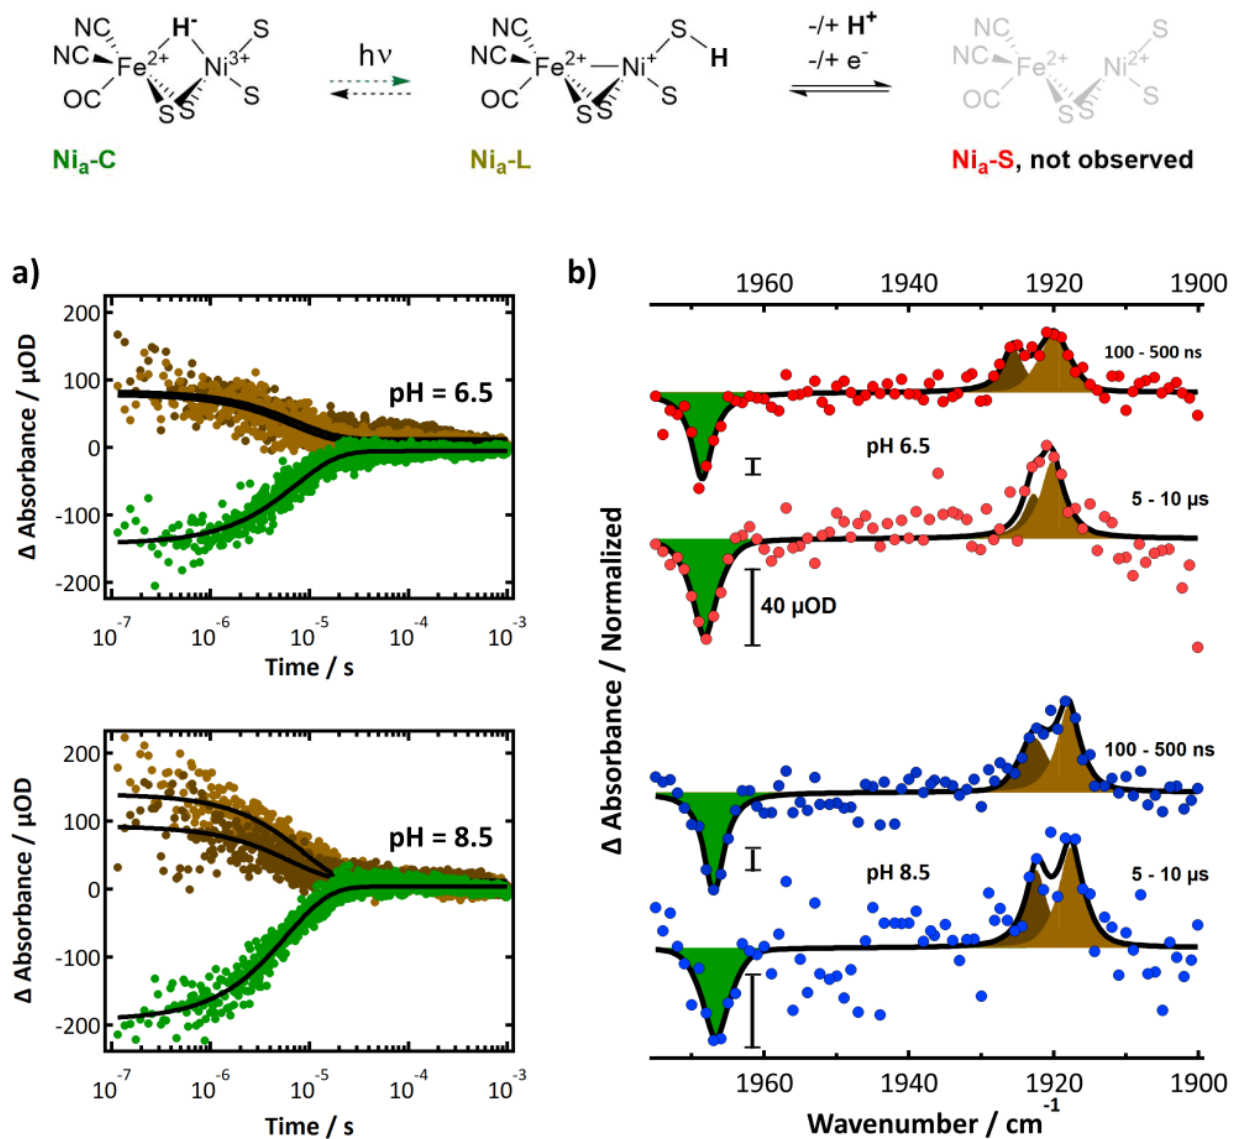 NC H⁻ S
NC Fe²⁺ Ni³⁺
OC S S S
hν
NC S H
NC Fe²⁺ Ni⁺
OC S S S
-/+ H⁺
-/+ e⁻
NC S
NC Fe²⁺ Ni²⁺
OC S S S
Niₐ-C
Niₐ-L
Niₐ-S, not observed
a)
200
100
0
-100
-200
Δ Absorbance / µOD
pH = 6.5
10⁻⁷ 10⁻⁶ 10⁻⁵ 10⁻⁴ 10⁻³
Time / s
200
100
0
-100
-200
Δ Absorbance / µOD
pH = 8.5
10⁻⁷ 10⁻⁶ 10⁻⁵ 10⁻⁴ 10⁻³
Time / s
b)
1960 1940 1920 1900
100 - 500 ns
pH 6.5
5 - 10 µs
40 µOD
Δ Absorbance / Normalized
100 - 500 ns
pH 8.5
5 - 10 µs
1960 1940 1920 1900
Wavenumber / cm⁻¹